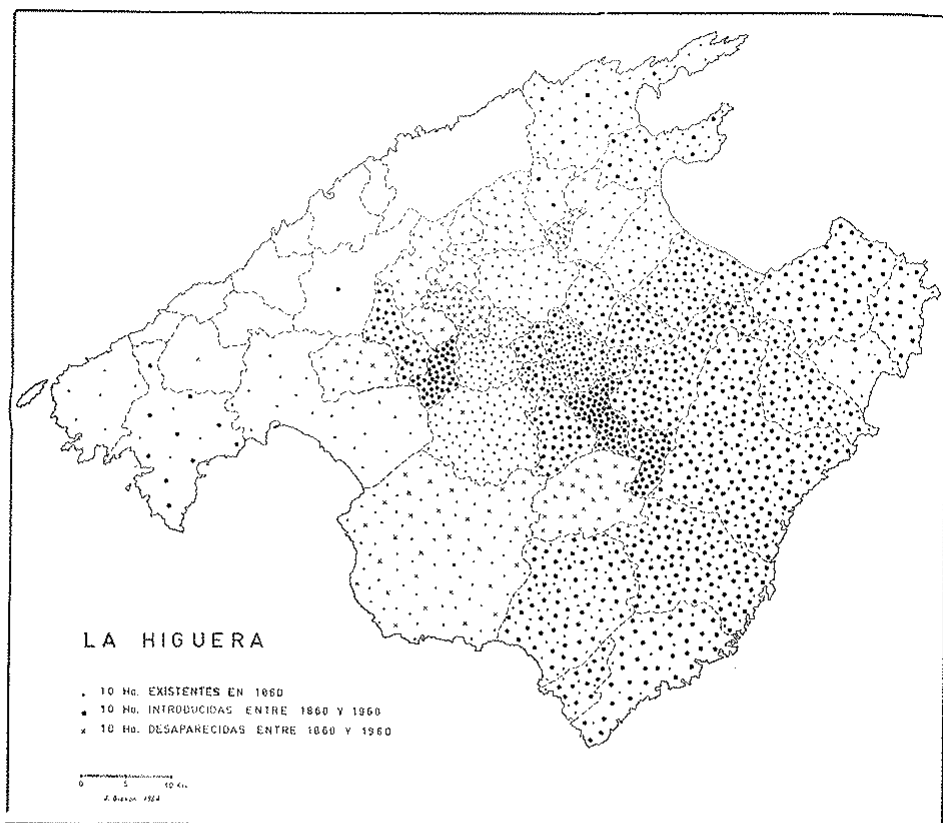 LA HIGUERA
10 Ha. EXISTENTES EN 1860
10 Ha. INTRODUCIDAS ENTRE 1860 Y 1960
10 Ha. DESAPARECIDAS ENTRE 1860 Y 1960
0 5 10 Km.
J.